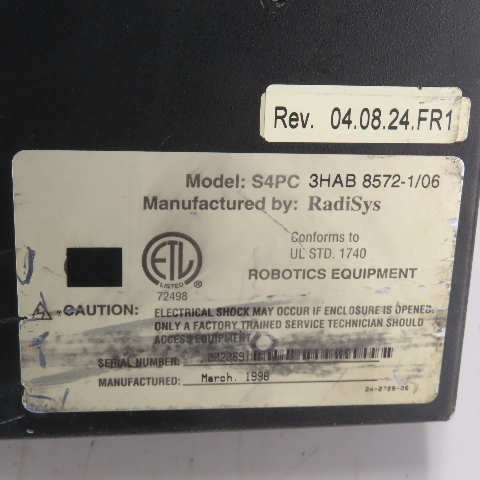 Rev. 04.08.24.FR1
Model: S4PC 3HAB 8572-1/06
Manufactured by: RadiSys
Conforms to
UL STD. 1740
ETL
LISTED
72498
ROBOTICS EQUIPMENT
CAUTION: ELECTRICAL SHOCK MAY OCCUR IF ENCLOSURE IS OPENED.
ONLY A FACTORY TRAINED SERVICE TECHNICIAN SHOULD
ACCESS EQUIPMENT
SERIAL NUMBER:
MANUFACTURED: March. 1998